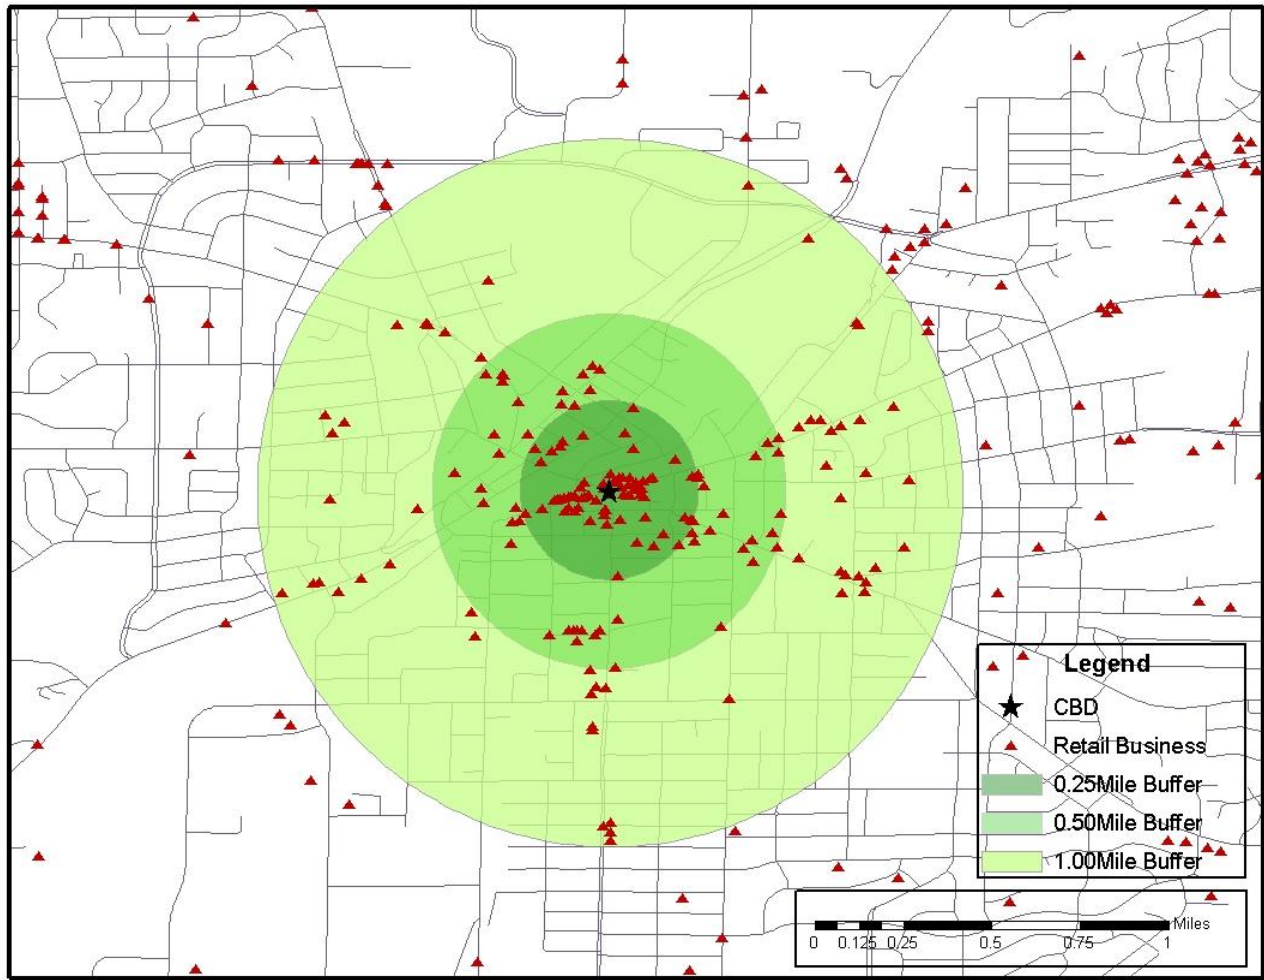 Legend
CBD
Retail Business
0.25Mile Buffer
0.50Mile Buffer
1.00Mile Buffer
Miles
0 0.125 0.25 0.5 0.75 1